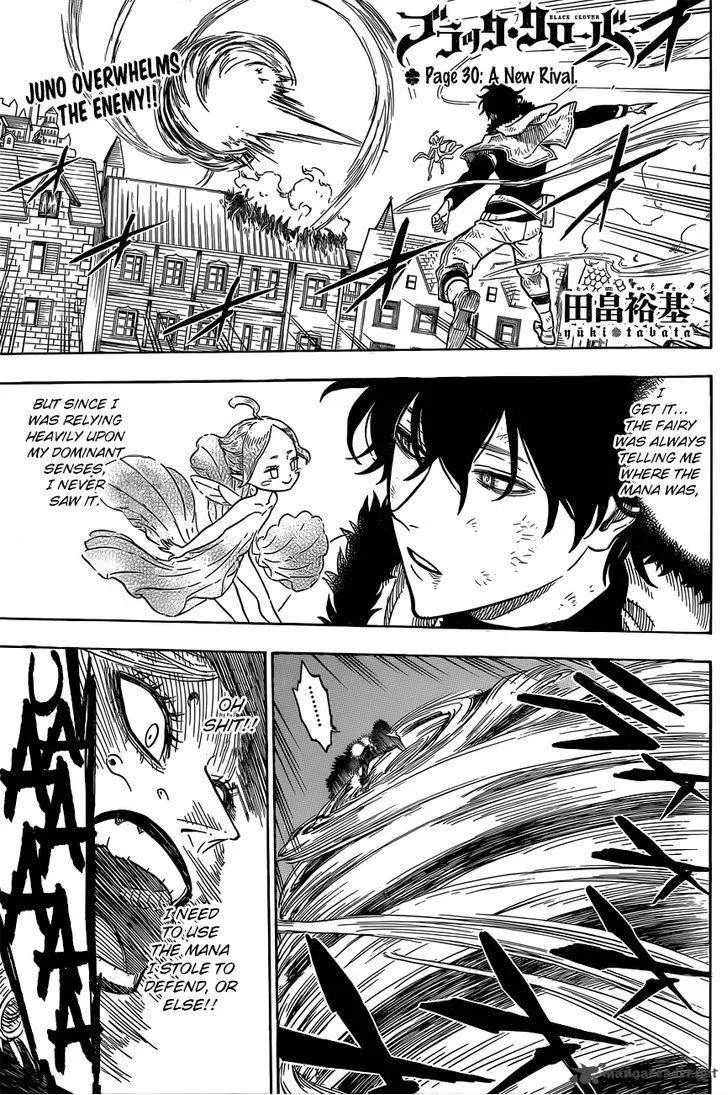 ブラック・クローバー
BLACK CLOVER
Page 30: A New Rival.
JUNO OVERWHELMS
THE ENEMY!!
田畠裕基
yūki tabata
I
GET IT...
THE FAIRY
WAS ALWAYS
TELLING ME
WHERE THE
MANA WAS,
BUT SINCE I
WAS RELYING
HEAVILY UPON
MY DOMINANT
SENSES,
I NEVER
SAW IT.
OH
SHIT!!
I NEED
TO USE
THE MANA
I STOLE TO
DEFEND, OR
ELSE!!